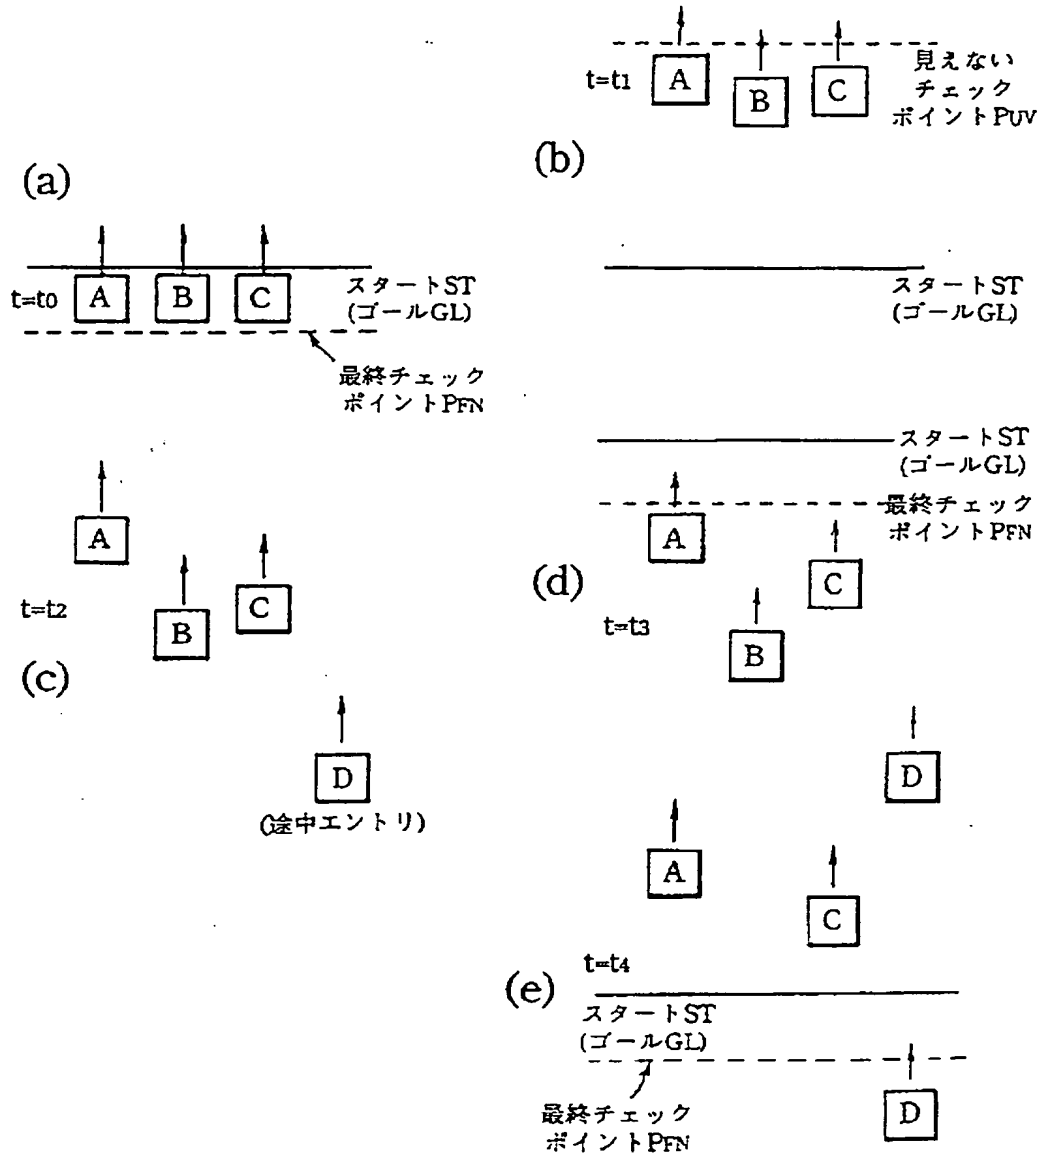 (a)
t=t0
A
B
C
スタートST
(ゴールGL)
最終チェック
ポイントPFN
(b)
t=t1
A
B
C
見えない
チェック
ポイントPUV
スタートST
(ゴールGL)
(c)
t=t2
A
B
C
D
(途中エントリ)
(d)
t=t3
スタートST
(ゴールGL)
最終チェック
ポイントPFN
A
B
C
D
(e)
t=t4
A
C
スタートST
(ゴールGL)
最終チェック
ポイントPFN
D